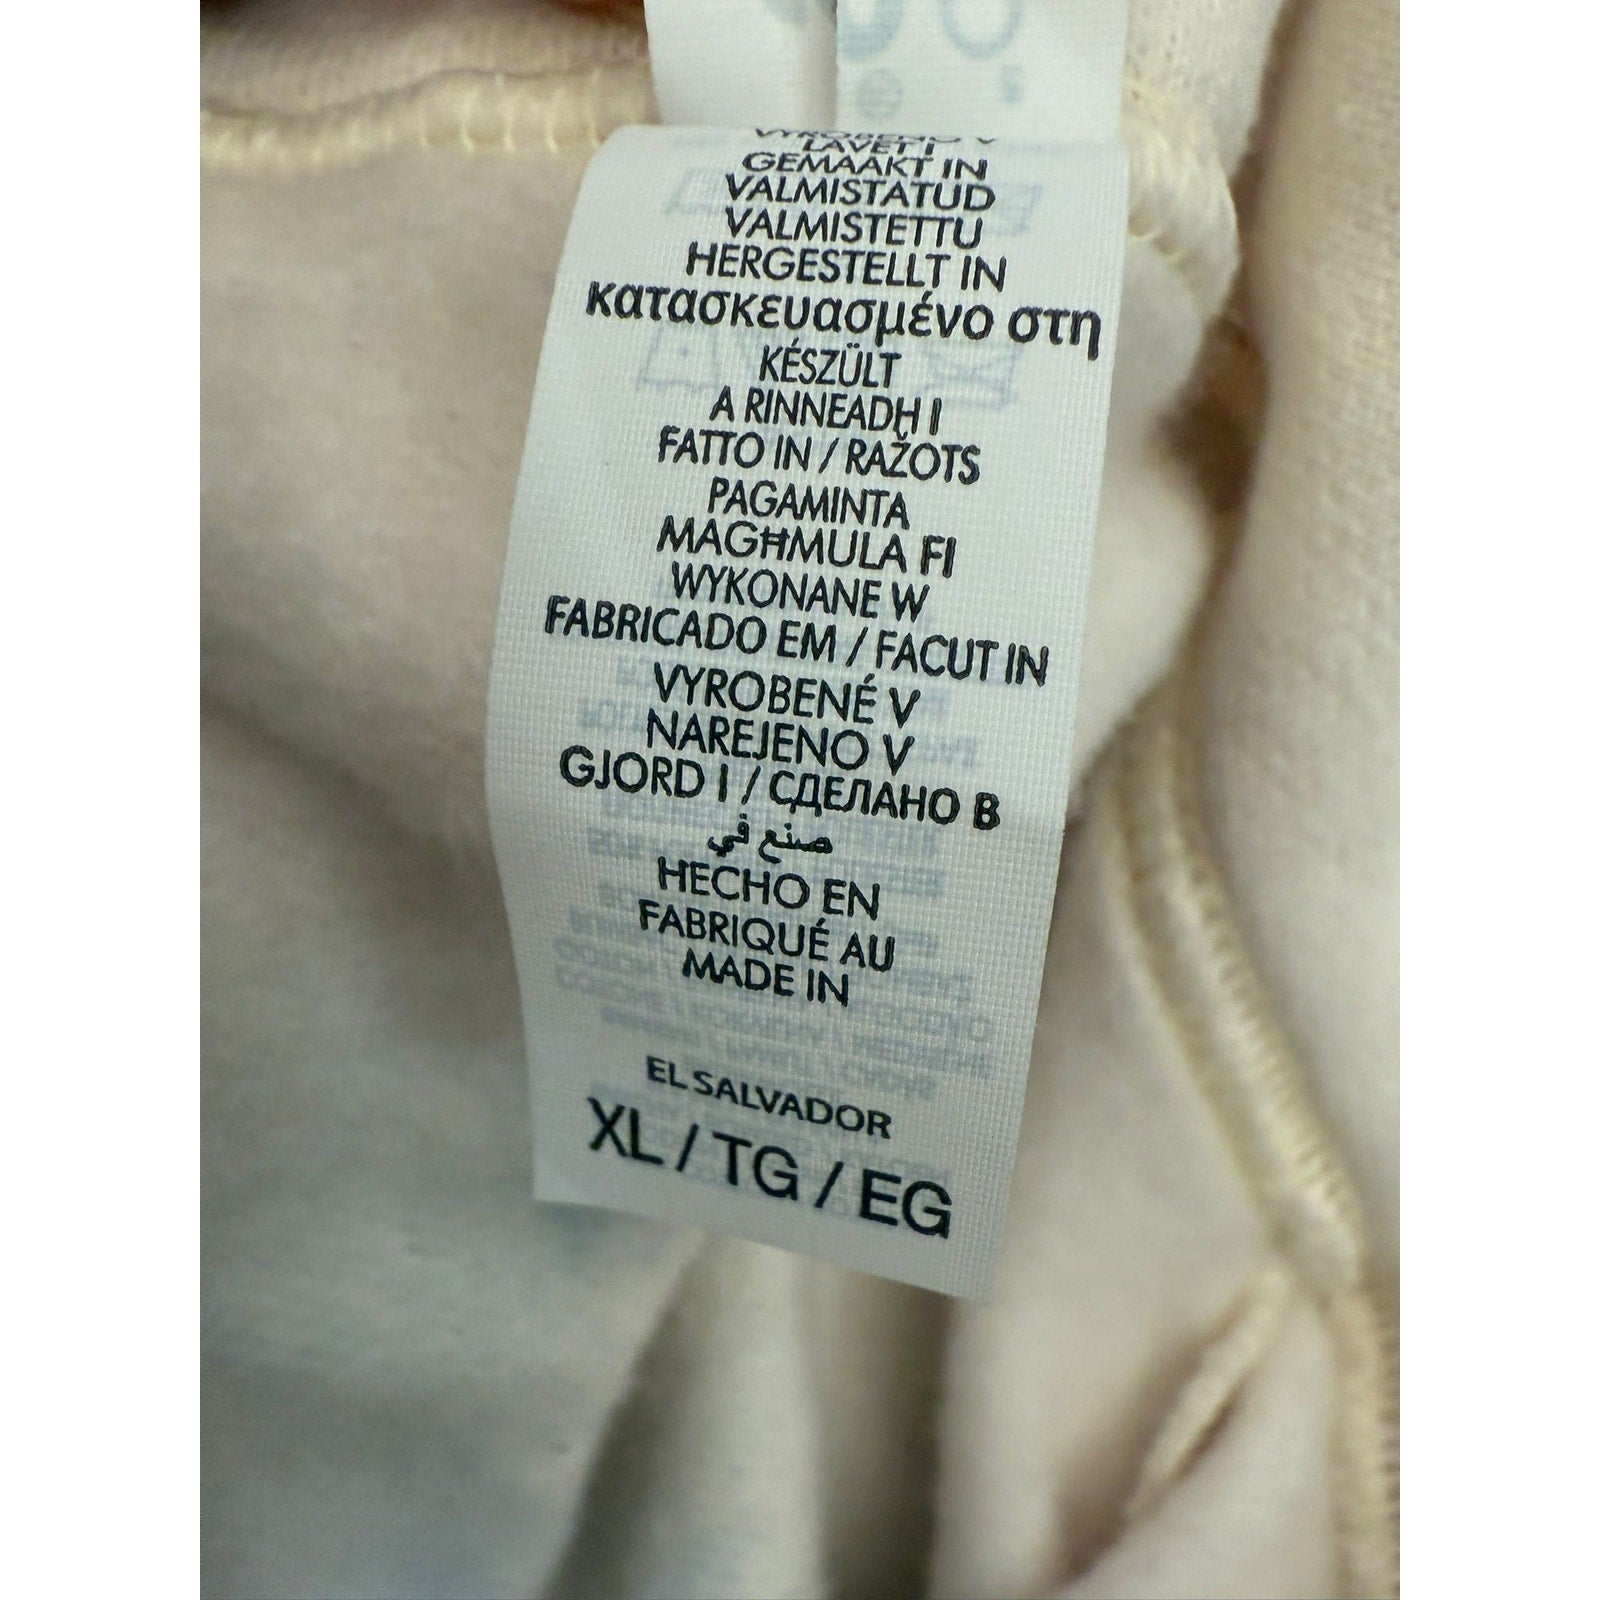 VYROBENO V
LAVET I
GEMAAKT IN
VALMISTATUD
VALMISTETTU
HERGESTELLT IN
κατασκευασμένο στη
KÉSZÜLT
A RINNEADH I
FATTO IN / RAŽOTS
PAGAMINTA
MAGĦMULA FI
WYKONANE W
FABRICADO EM / FACUT IN
VYROBENÉ V
NAREJENO V
GJORD I / СДЕЛАНО В
صنع في
HECHO EN
FABRIQUÉ AU
MADE IN
EL SALVADOR
XL / TG / EG